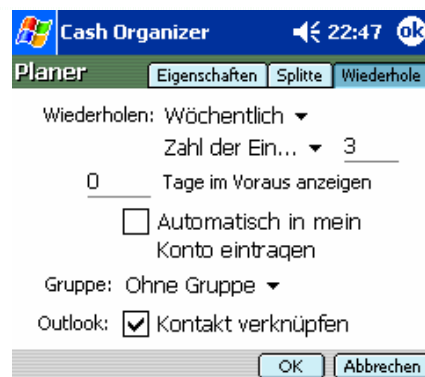 Cash Organizer 22:47 ok
Planer Eigenschaften Splitte Wiederhole
Wiederholen: Wöchentlich
Zahl der Ein... 3
0 Tage im Voraus anzeigen
Automatisch in mein
Konto eintragen
Gruppe: Ohne Gruppe
Outlook: Kontakt verknüpfen
OK Abbrechen